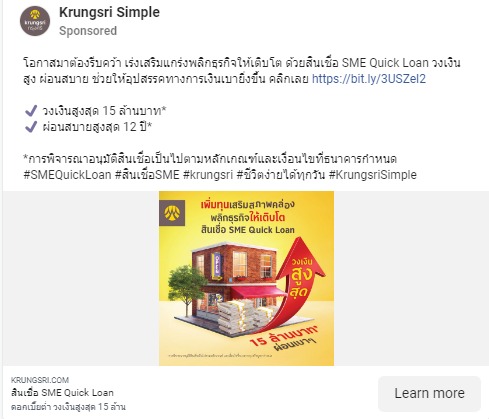 Krungsri Simple
Sponsored
krungsri
กรุงศรี
โอกาสมาต้องรีบคว้า เร่งเสริมแกร่งพลิกธุรกิจให้เติบโต ด้วยสินเชื่อ SME Quick Loan วงเงิน
สูง ผ่อนสบาย ช่วยให้อุปสรรคทางการเงินเบายิ่งขึ้น คลิกเลย https://bit.ly/3USZeI2
✓ วงเงินสูงสุด 15 ล้านบาท*
✓ ผ่อนสบายสูงสุด 12 ปี*
*การพิจารณาอนุมัติสินเชื่อเป็นไปตามหลักเกณฑ์และเงื่อนไขที่ธนาคารกำหนด
#SMEQuickLoan #สินเชื่อSME #krungsri #ชีวิตง่ายได้ทุกวัน #KrungsriSimple
เพิ่มทุนเสริมสภาพคล่อง
พลิกธุรกิจให้เติบโต
สินเชื่อ SME Quick Loan
วงเงิน
สูง
สุด
15 ล้านบาท*
ผ่อนเบาๆ
KRUNGSRI.COM
สินเชื่อ SME Quick Loan
ดอกเบี้ยต่ำ วงเงินสูงสุด 15 ล้าน
Learn more